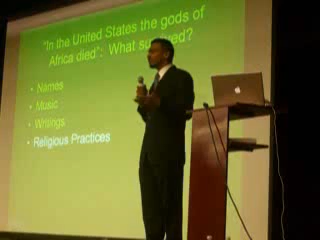 "In the United States the gods of
Africa died": What survived?
• Names
• Music
• Writings
• Religious Practices